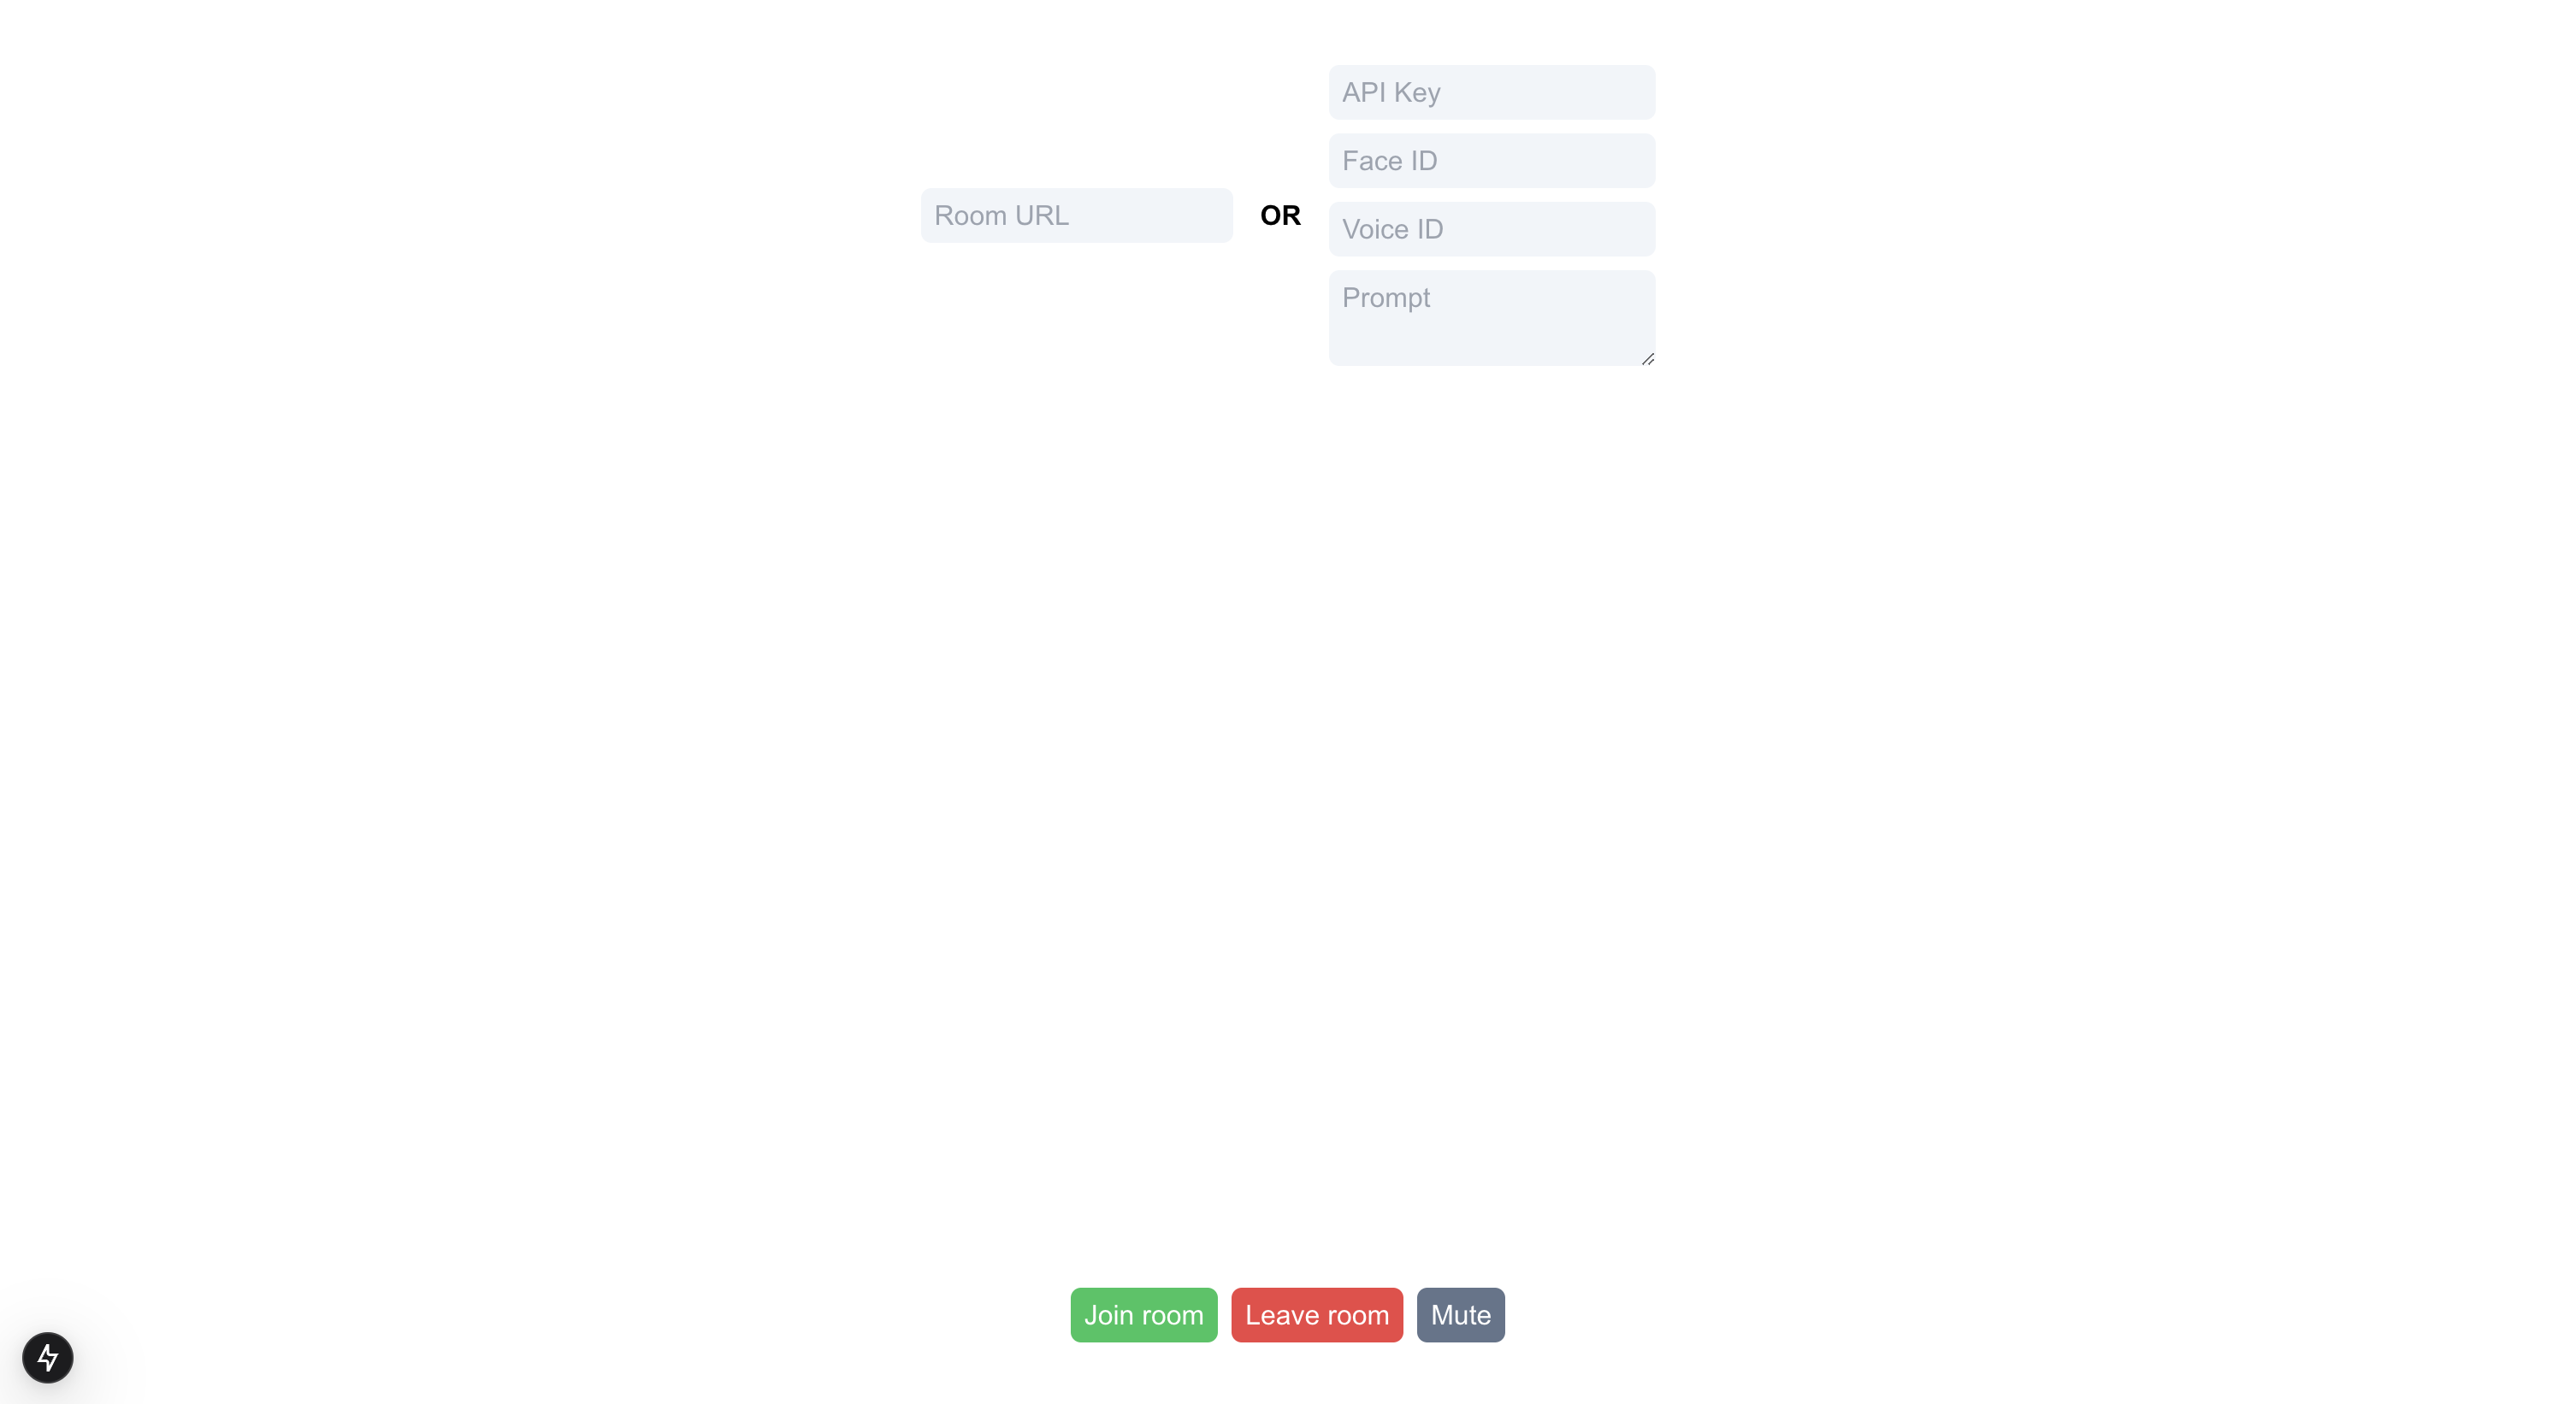 Room URL
OR
API Key
Face ID
Voice ID
Prompt
Join room
Leave room
Mute